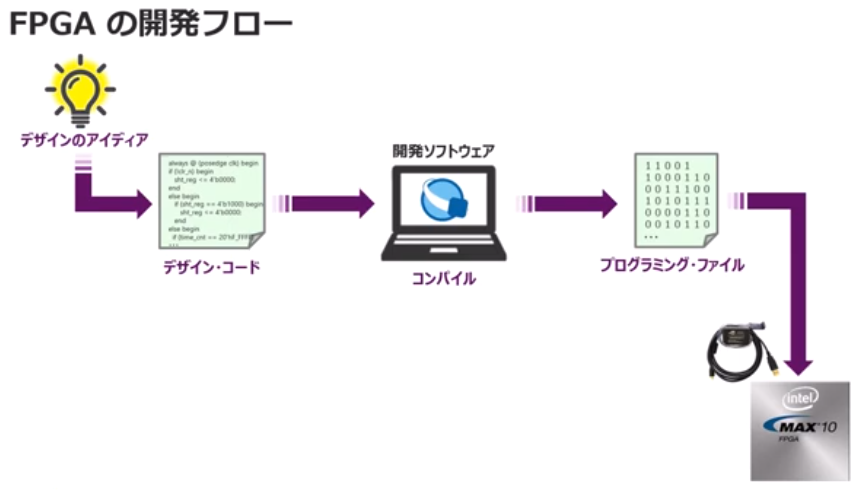 FPGA の開発フロー
デザインのアイディア
always @ (posedge clk) begin
if (!clr_n) begin
sht_reg <= 4'b0000;
end
else begin
if (sht_reg == 4'b1000) begin
sht_reg <= 4'b0000;
end
else begin
if (time_cnt == 20'hF_FFFF
...
デザイン・コード
開発ソフトウェア
コンパイル
1 1 0 0 1
1 0 0 0 1 1 0
0 0 1 1 1 0 0
1 0 1 0 1 1 1
0 0 0 0 1 1 0
0 0 1 0 1 1 0
...
プログラミング・ファイル
intel
MAX 10
FPGA